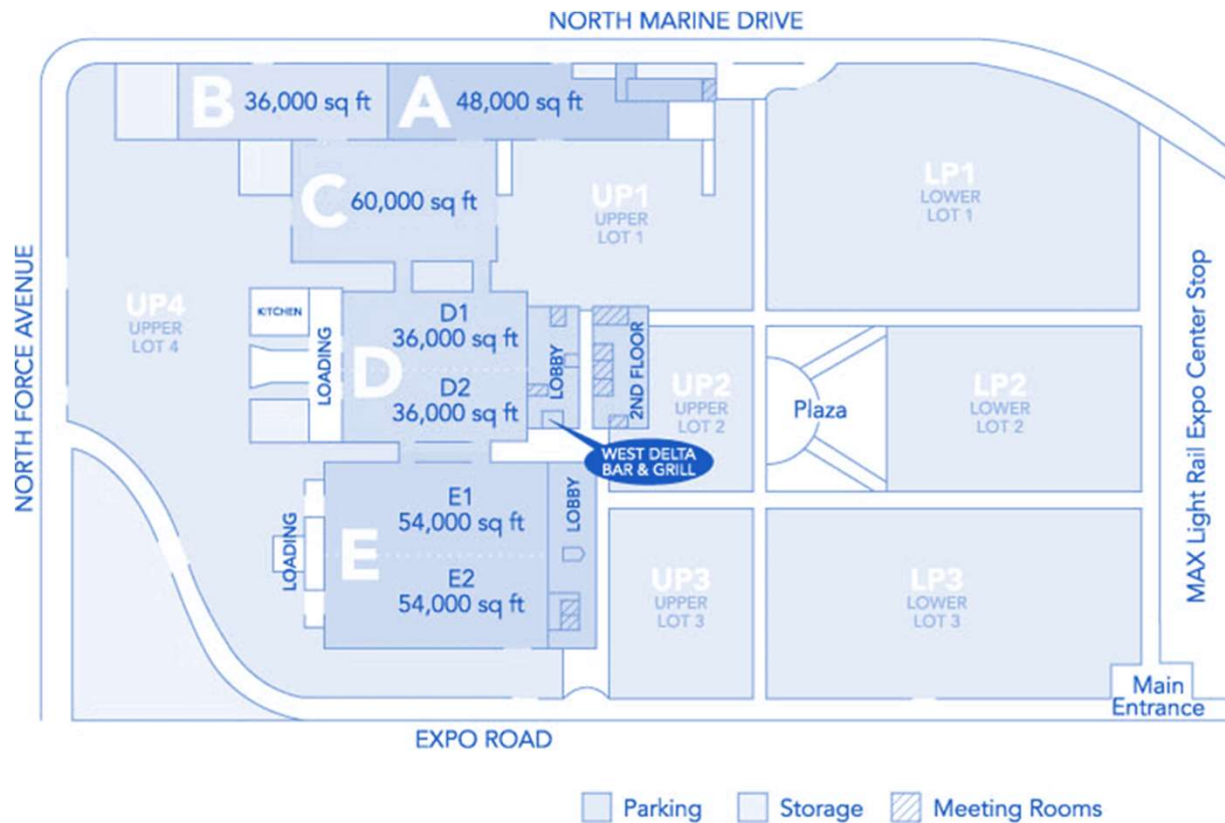 NORTH MARINE DRIVE
B
36,000 sq ft
A
48,000 sq ft
C
60,000 sq ft
UP1
UPPER
LOT 1
LP1
LOWER
LOT 1
NORTH FORCE AVENUE
UP4
UPPER
LOT 4
KITCHEN
LOADING
D
D1
36,000 sq ft
D2
36,000 sq ft
LOBBY
2ND FLOOR
WEST DELTA
BAR & GRILL
UP2
UPPER
LOT 2
Plaza
LP2
LOWER
LOT 2
MAX Light Rail Expo Center Stop
LOADING
E
E1
54,000 sq ft
E2
54,000 sq ft
LOBBY
UP3
UPPER
LOT 3
LP3
LOWER
LOT 3
Main
Entrance
EXPO ROAD
Parking
Storage
Meeting Rooms